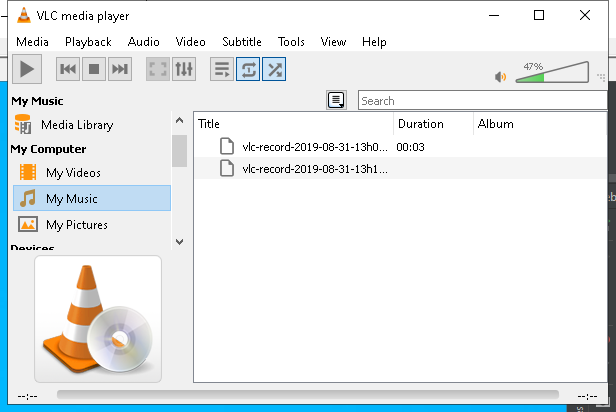 VLC media player
Media Playback Audio Video Subtitle Tools View Help
47%
My Music
Search
Media Library
Title Duration Album
My Computer
vlc-record-2019-08-31-13h0... 00:03
My Videos
vlc-record-2019-08-31-13h1...
My Music
My Pictures
Devices
--:-- --:--